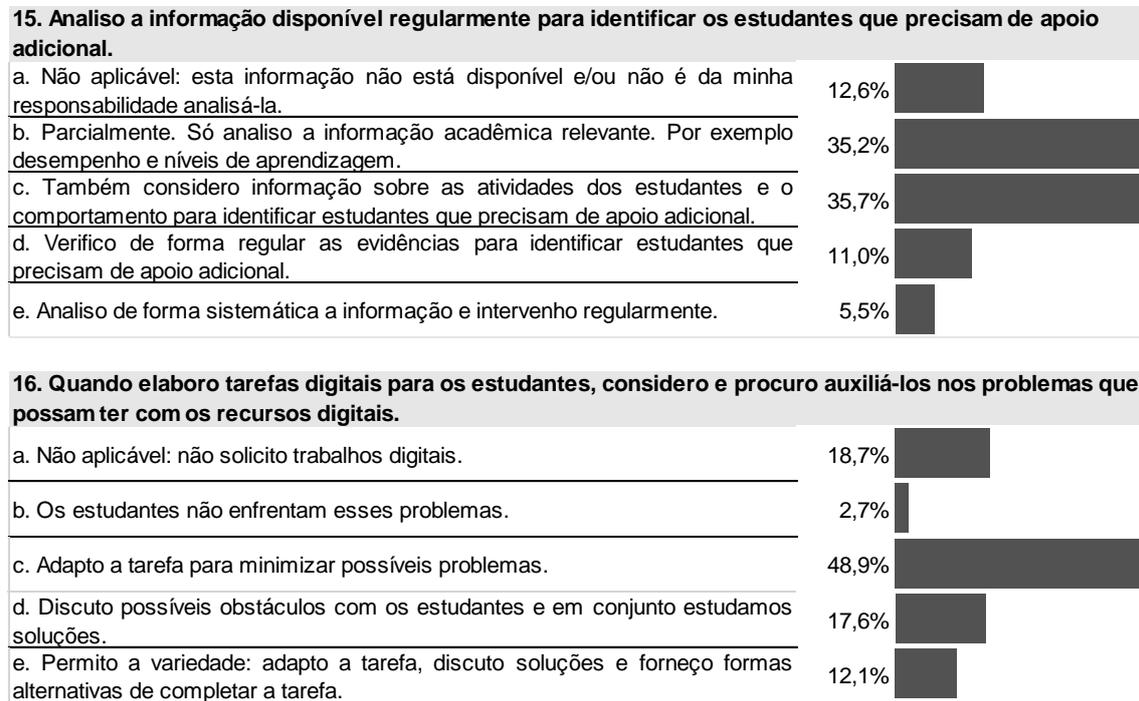 15. Analiso a informação disponível regularmente para identificar os estudantes que precisam de apoio
adicional.
a. Não aplicável: esta informação não está disponível e/ou não é da minha
responsabilidade analisá-la.
12,6%
b. Parcialmente. Só analiso a informação acadêmica relevante. Por exemplo
desempenho e níveis de aprendizagem.
35,2%
c. Também considero informação sobre as atividades dos estudantes e o
comportamento para identificar estudantes que precisam de apoio adicional.
35,7%
d. Verifico de forma regular as evidências para identificar estudantes que
precisam de apoio adicional.
11,0%
e. Analiso de forma sistemática a informação e intervenho regularmente.
5,5%
16. Quando elaboro tarefas digitais para os estudantes, considero e procuro auxiliá-los nos problemas que
possam ter com os recursos digitais.
a. Não aplicável: não solicito trabalhos digitais.
18,7%
b. Os estudantes não enfrentam esses problemas.
2,7%
c. Adapto a tarefa para minimizar possíveis problemas.
48,9%
d. Discuto possíveis obstáculos com os estudantes e em conjunto estudamos
soluções.
17,6%
e. Permito a variedade: adapto a tarefa, discuto soluções e forneço formas
alternativas de completar a tarefa.
12,1%